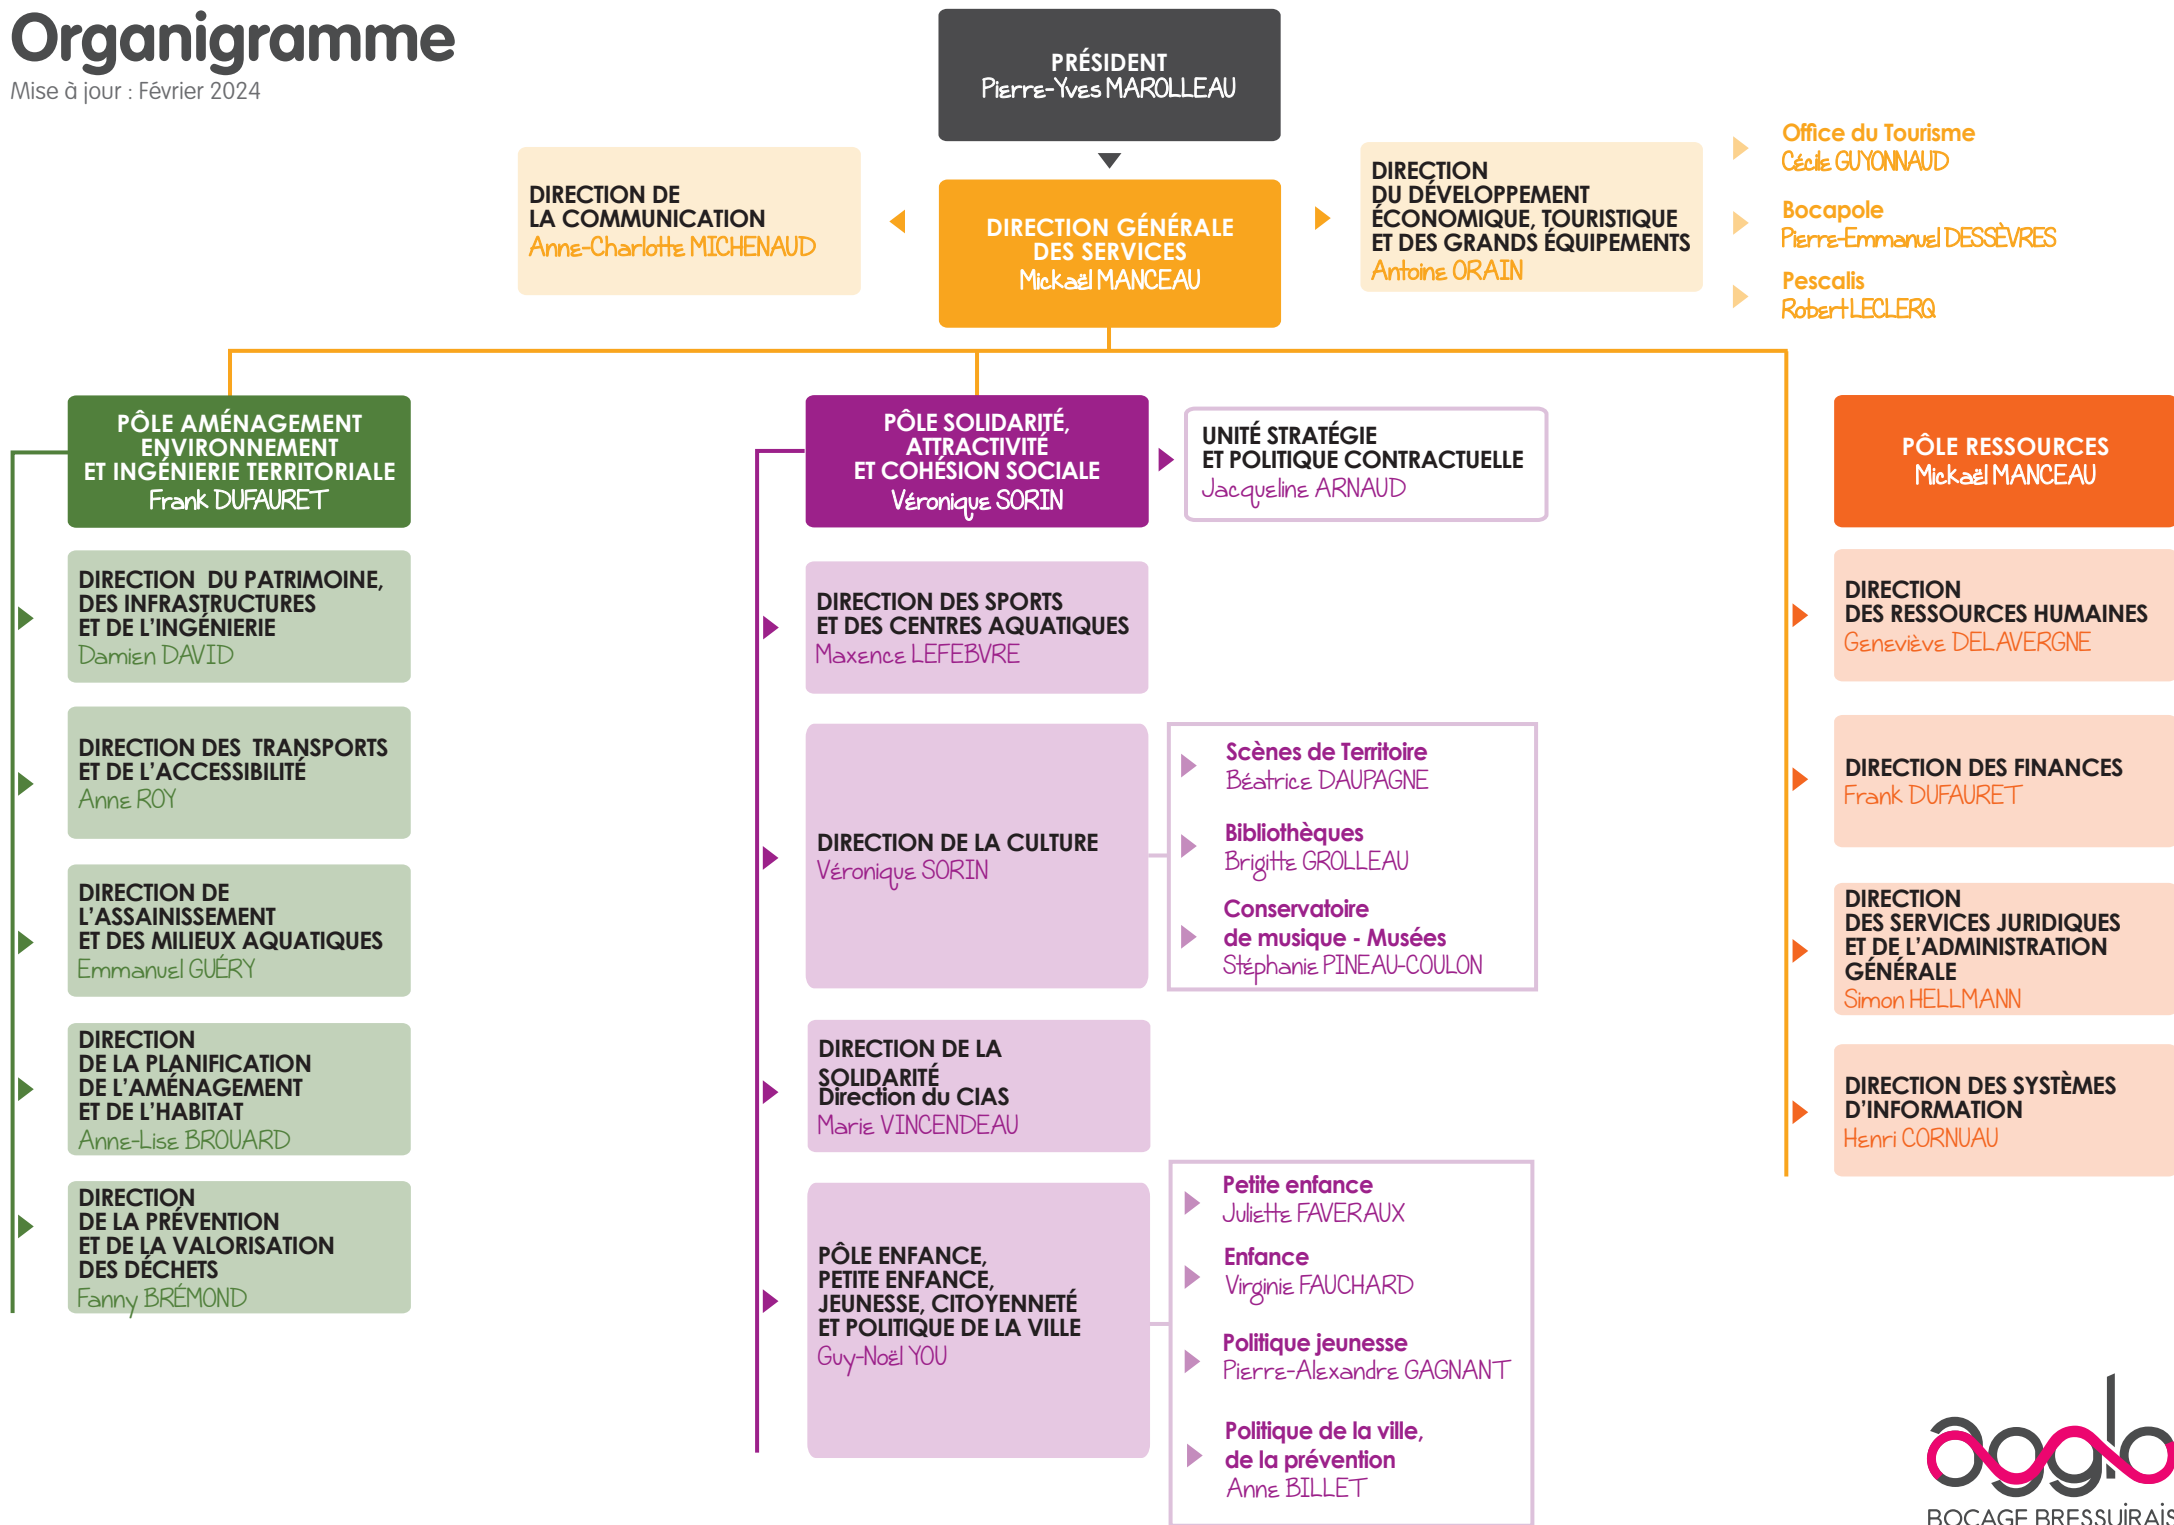 Organigramme
Mise à jour : Février 2024
PRÉSIDENT
Pierre-Yves MAROLLEAU
DIRECTION DE
LA COMMUNICATION
Anne-Charlotte MICHENAUD
DIRECTION GÉNÉRALE
DES SERVICES
Mickaël MANCEAU
DIRECTION
DU DÉVELOPPEMENT
ÉCONOMIQUE, TOURISTIQUE
ET DES GRANDS ÉQUIPEMENTS
Antoine ORAIN
Office du Tourisme
Cécile GUYONNAUD
Bocapole
Pierre-Emmanuel DESSÈVRES
Pescalis
Robert LECLERQ
PÔLE AMÉNAGEMENT
ENVIRONNEMENT
ET INGÉNIERIE TERRITORIALE
Frank DUFAURET
DIRECTION DU PATRIMOINE,
DES INFRASTRUCTURES
ET DE L'INGÉNIERIE
Damien DAVID
DIRECTION DES TRANSPORTS
ET DE L'ACCESSIBILITÉ
Anne ROY
DIRECTION DE
L'ASSAINISSEMENT
ET DES MILIEUX AQUATIQUES
Emmanuel GUÉRY
DIRECTION
DE LA PLANIFICATION
DE L'AMÉNAGEMENT
ET DE L'HABITAT
Anne-Lise BROUARD
DIRECTION
DE LA PRÉVENTION
ET DE LA VALORISATION
DES DÉCHETS
Fanny BRÉMOND
PÔLE SOLIDARITÉ,
ATTRACTIVITÉ
ET COHÉSION SOCIALE
Véronique SORIN
UNITÉ STRATÉGIE
ET POLITIQUE CONTRACTUELLE
Jacqueline ARNAUD
DIRECTION DES SPORTS
ET DES CENTRES AQUATIQUES
Maxence LEFEBVRE
DIRECTION DE LA CULTURE
Véronique SORIN
Scènes de Territoire
Béatrice DAUPAGNE
Bibliothèques
Brigitte GROLLEAU
Conservatoire
de musique - Musées
Stéphanie PINEAU-COULON
DIRECTION DE LA
SOLIDARITÉ
Direction du CIAS
Marie VINCENDEAU
PÔLE ENFANCE,
PETITE ENFANCE,
JEUNESSE, CITOYENNETÉ
ET POLITIQUE DE LA VILLE
Guy-Noël YOU
Petite enfance
Juliette FAVERAUX
Enfance
Virginie FAUCHARD
Politique jeunesse
Pierre-Alexandre GAGNANT
Politique de la ville,
de la prévention
Anne BILLET
PÔLE RESSOURCES
Mickaël MANCEAU
DIRECTION
DES RESSOURCES HUMAINES
Geneviève DELAVERGNE
DIRECTION DES FINANCES
Frank DUFAURET
DIRECTION
DES SERVICES JURIDIQUES
ET DE L'ADMINISTRATION
GÉNÉRALE
Simon HELLMANN
DIRECTION DES SYSTÈMES
D'INFORMATION
Henri CORNUAU
agglo
BOCAGE BRESSUIRAIS